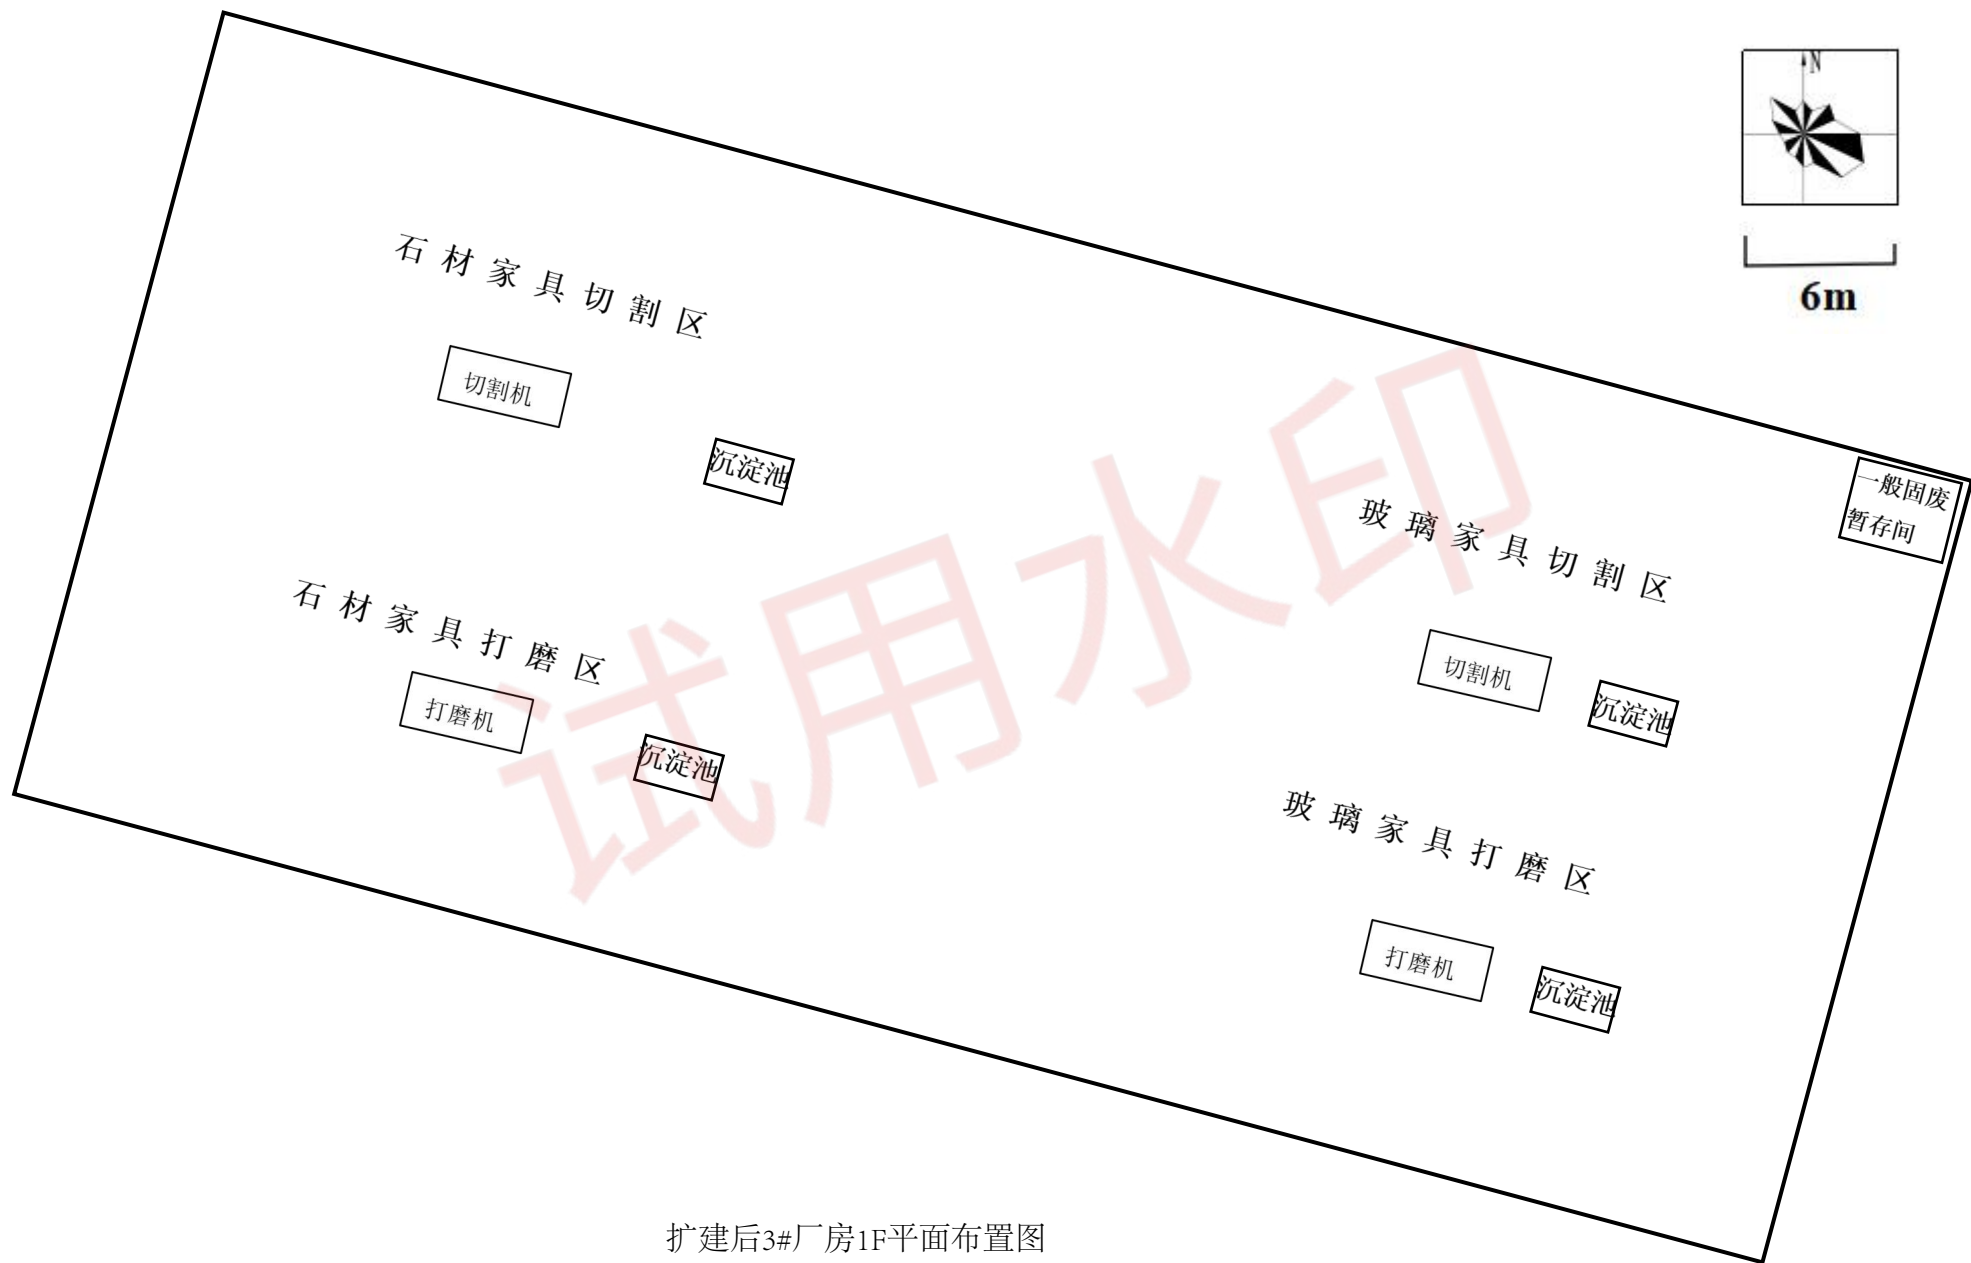 N
6m
石材家具切割区
切割机
沉淀池
一般固废
暂存间
玻璃家具切割区
石材家具打磨区
切割机
打磨机
沉淀池
沉淀池
玻璃家具打磨区
打磨机
沉淀池
试用水印
扩建后3#厂房1F平面布置图